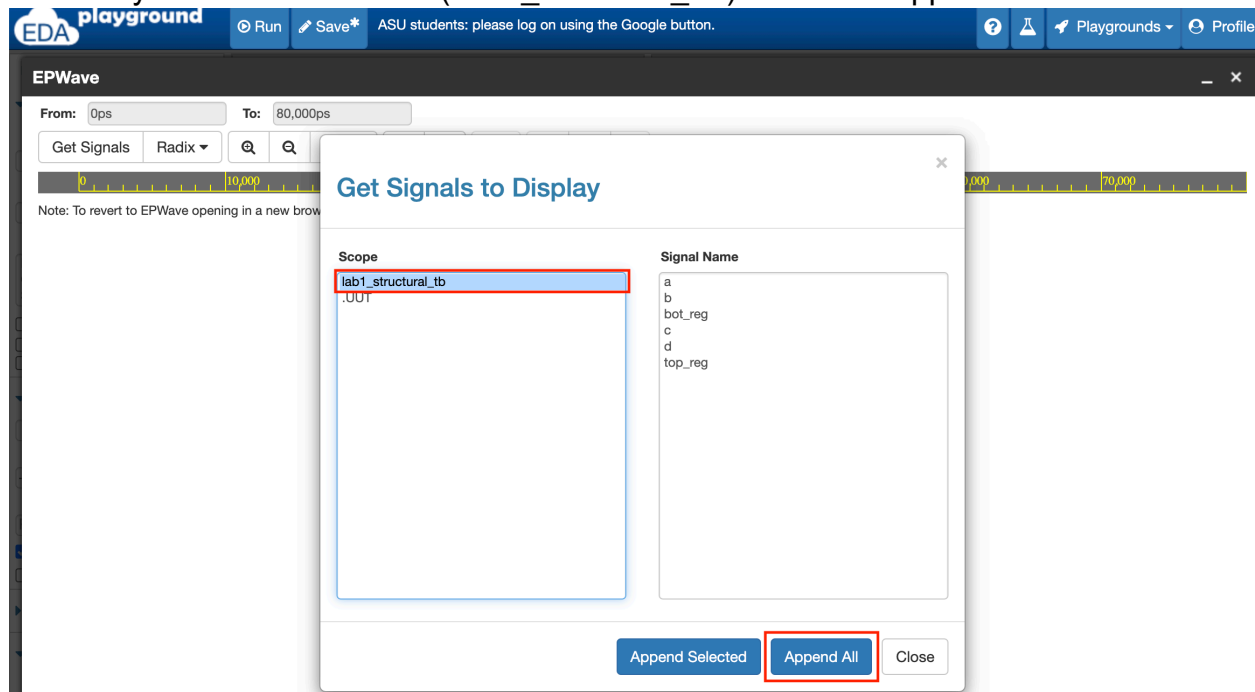 EDA playground
Run Save* ASU students: please log on using the Google button. Playgrounds Profile
EPWave
From: 0ps To: 80,000ps
Get Signals Radix
0 10,000 0,000 70,000
Note: To revert to EPWave opening in a new brow
Get Signals to Display
×
Scope
lab1_structural_tb
.UUT
Signal Name
a
b
bot_reg
c
d
top_reg
Append Selected Append All Close